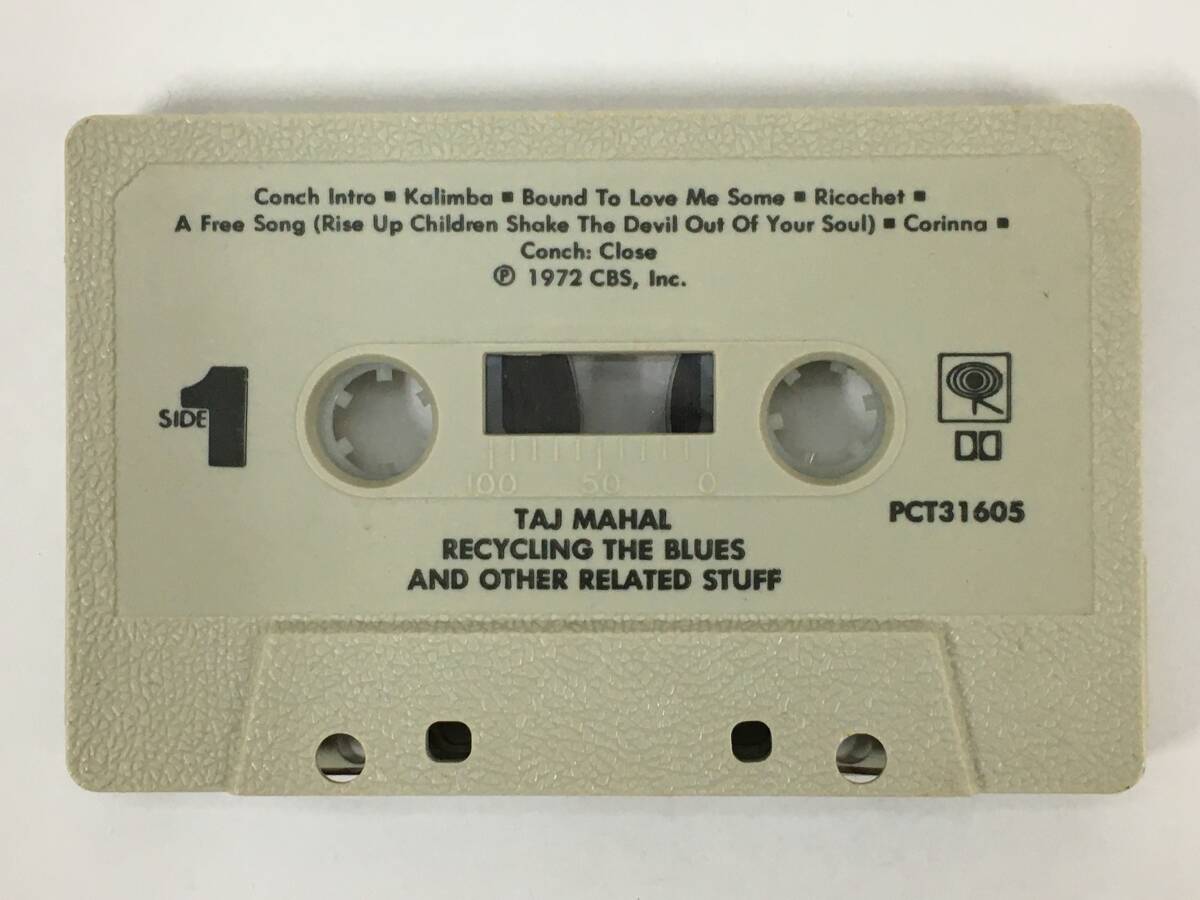 Conch Intro ■ Kalimba ■ Bound To Love Me Some ■ Ricochet ■
A Free Song (Rise Up Children Shake The Devil Out Of Your Soul) ■ Corinna ■
Conch: Close
℗ 1972 CBS, Inc.
SIDE 1
100 50 0
PCT31605
TAJ MAHAL
RECYCLING THE BLUES
AND OTHER RELATED STUFF